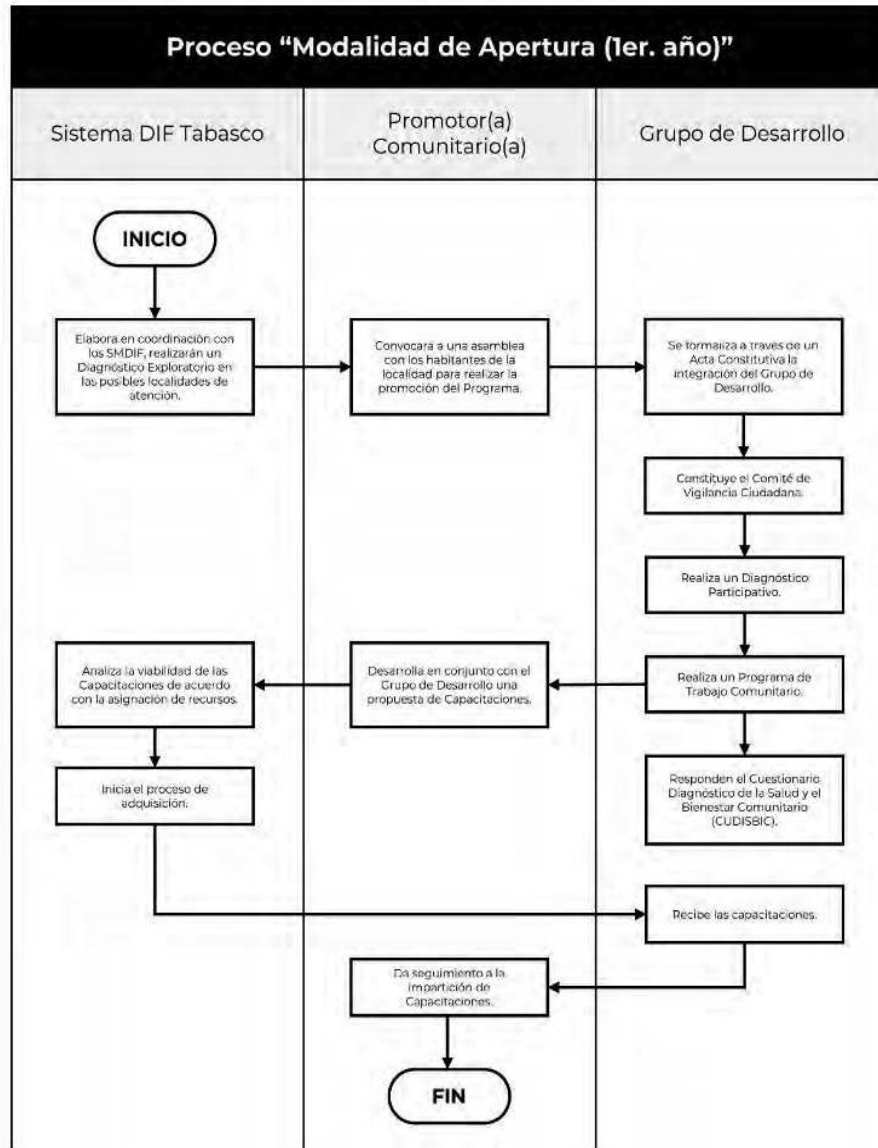 Proceso “Modalidad de Apertura (1er. año)”
Sistema DIF Tabasco
Promotor(a)
Comunitario(a)
Grupo de Desarrollo
INICIO
Elabora en coordinación con
los SMDIF, realizarán un
Diagnóstico Exploratorio en
las posibles localidades de
atención.
Convocará a una asamblea
con los habitantes de la
localidad para realizar la
promoción del Programa.
Se formaliza a través de un
Acta Constitutiva la
integración del Grupo de
Desarrollo.
Constituye el Comité de
Vigilancia Ciudadana.
Realiza un Diagnóstico
Participativo.
Analiza la viabilidad de las
Capacitaciones de acuerdo
con la asignación de recursos.
Desarrolla en conjunto con el
Grupo de Desarrollo una
propuesta de Capacitaciones.
Realiza un Programa de
Trabajo Comunitario.
Inicia el proceso de
adquisición.
Responden el Cuestionario
Diagnóstico de la Salud y el
Bienestar Comunitario
(CUDISBIC).
Recibe las capacitaciones.
Da seguimiento a la
impartición de
Capacitaciones.
FIN